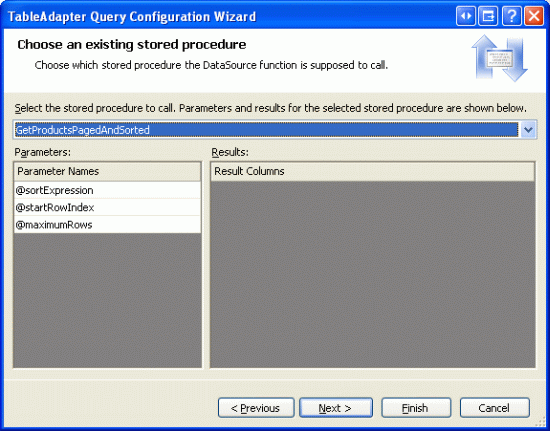 TableAdapter Query Configuration Wizard
Choose an existing stored procedure
Choose which stored procedure the DataSource function is supposed to call.
Select the stored procedure to call. Parameters and results for the selected stored procedure are shown below.
GetProductsPagedAndSorted
Parameters:
Results:
Parameter Names
Result Columns
@sortExpression
@startRowIndex
@maximumRows
< Previous
Next >
Finish
Cancel